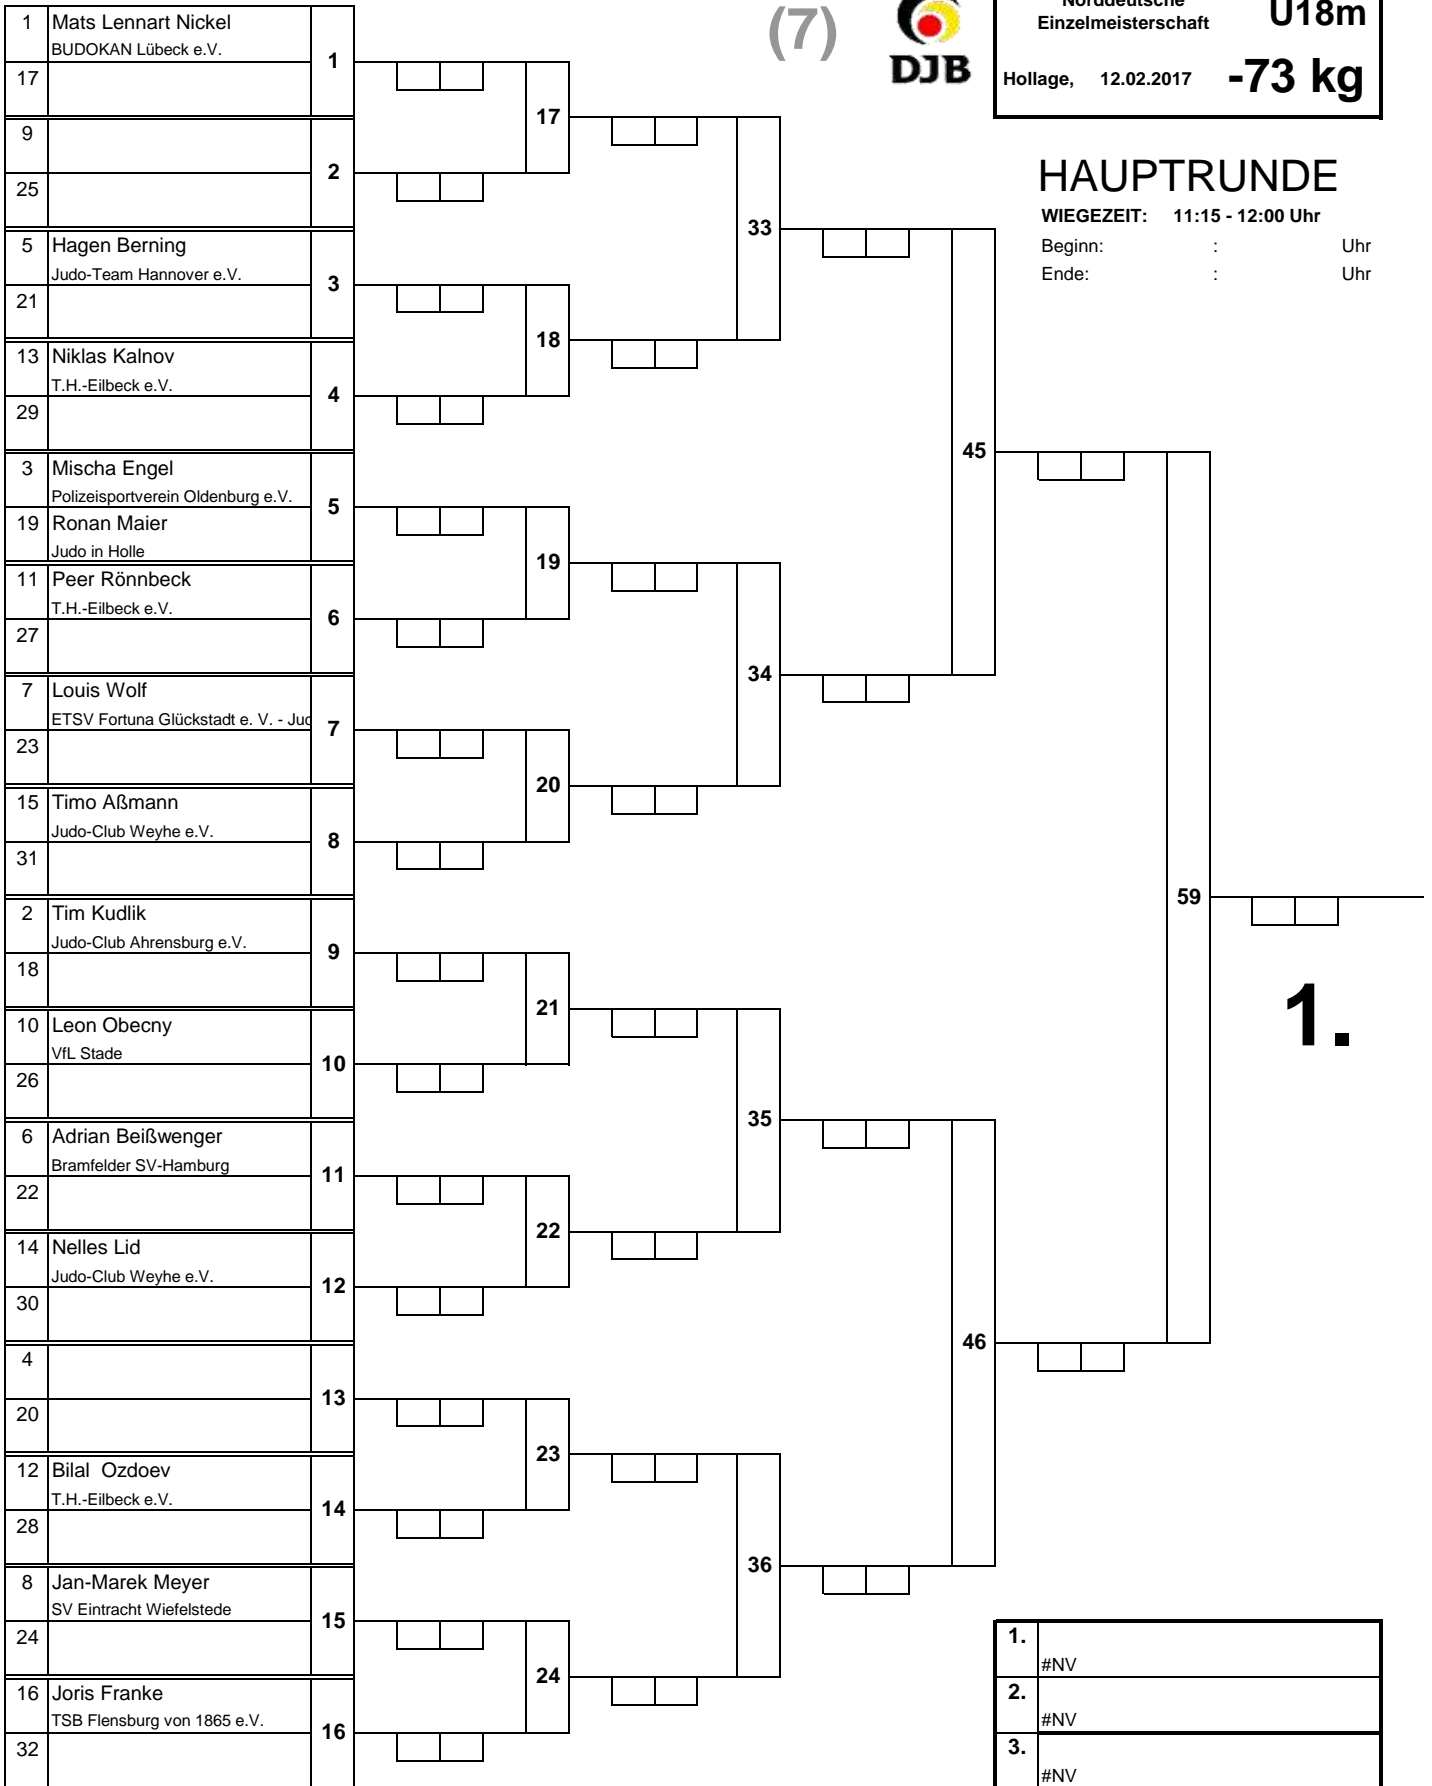 (7)
DJB
Norddeutsche
Einzelmeisterschaft
U18m
Hollage, 12.02.2017 -73 kg
HAUPTRUNDE
WIEGEZEIT: 11:15 - 12:00 Uhr
Beginn: : Uhr
Ende: : Uhr
1 Mats Lennart Nickel
BUDOKAN Lübeck e.V.
1
17
17
9
2
25
33
5 Hagen Berning
Judo-Team Hannover e.V.
3
21
18
13 Niklas Kalnov
T.H.-Eilbeck e.V.
4
29
45
3 Mischa Engel
Polizeisportverein Oldenburg e.V.
5
19 Ronan Maier
Judo in Holle
19
11 Peer Rönnbeck
T.H.-Eilbeck e.V.
6
27
34
7 Louis Wolf
ETSV Fortuna Glückstadt e. V. - Jud
7
23
20
15 Timo Aßmann
Judo-Club Weyhe e.V.
8
31
59
2 Tim Kudlik
Judo-Club Ahrensburg e.V.
9
18
21
1.
10 Leon Obecny
VfL Stade
10
26
35
6 Adrian Beißwenger
Bramfelder SV-Hamburg
11
22
22
14 Nelles Lid
Judo-Club Weyhe e.V.
12
30
46
4
13
20
23
12 Bilal Ozdoev
T.H.-Eilbeck e.V.
14
28
36
8 Jan-Marek Meyer
SV Eintracht Wiefelstede
15
24
24
16 Joris Franke
TSB Flensburg von 1865 e.V.
16
32
1.
#NV
2.
#NV
3.
#NV